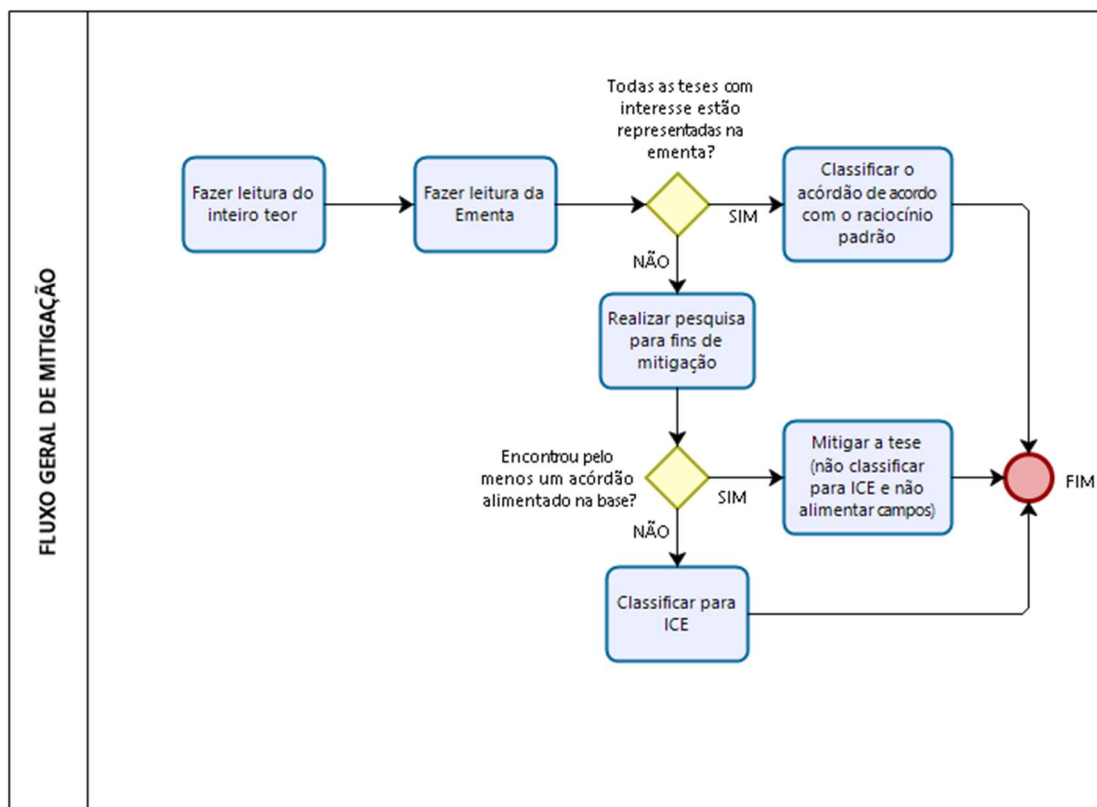 FLUXO GERAL DE MITIGAÇÃO
Fazer leitura do
inteiro teor
Fazer leitura da
Ementa
Todas as teses com
interesse estão
representadas na
ementa?
SIM
Classificar o
acórdão de acordo
com o raciocínio
padrão
NÃO
Realizar pesquisa
para fins de
mitigação
Encontrou pelo
menos um acórdão
alimentado na base?
SIM
Mitigar a tese
(não classificar
para ICE e não
alimentar campos)
FIM
NÃO
Classificar para
ICE